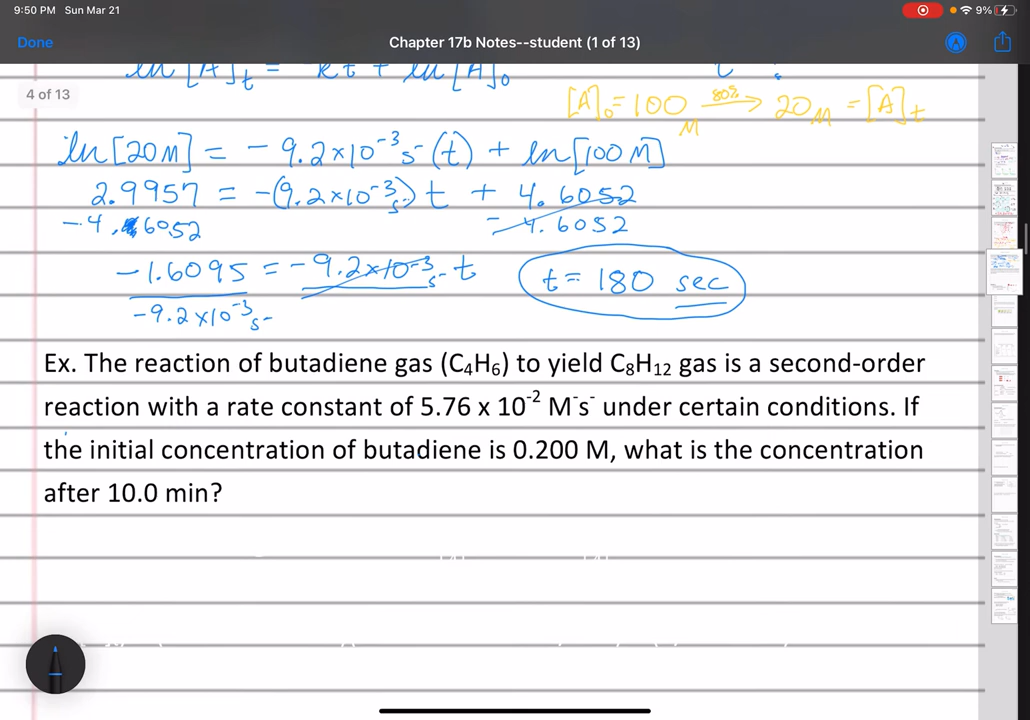 9:50 PM Sun Mar 21
9%
Done
Chapter 17b Notes--student (1 of 13)
ln [A]t = kt + ln[A]0
4 of 13
[A]0 = 100 M 80% → 20 M = [A]t
ln [20 M] = - 9.2×10⁻³ s⁻ (t) + ln [100 M]
2.9957 = -(9.2×10⁻³ s⁻) t + 4.6052
- 4.6052 - 4.6052
-1.6095 = -9.2×10⁻³ s⁻ t
t = 180 sec
-9.2×10⁻³ s⁻
Ex. The reaction of butadiene gas (C₄H₆) to yield C₈H₁₂ gas is a second-order
reaction with a rate constant of 5.76 x 10⁻² M⁻s⁻ under certain conditions. If
the initial concentration of butadiene is 0.200 M, what is the concentration
after 10.0 min?